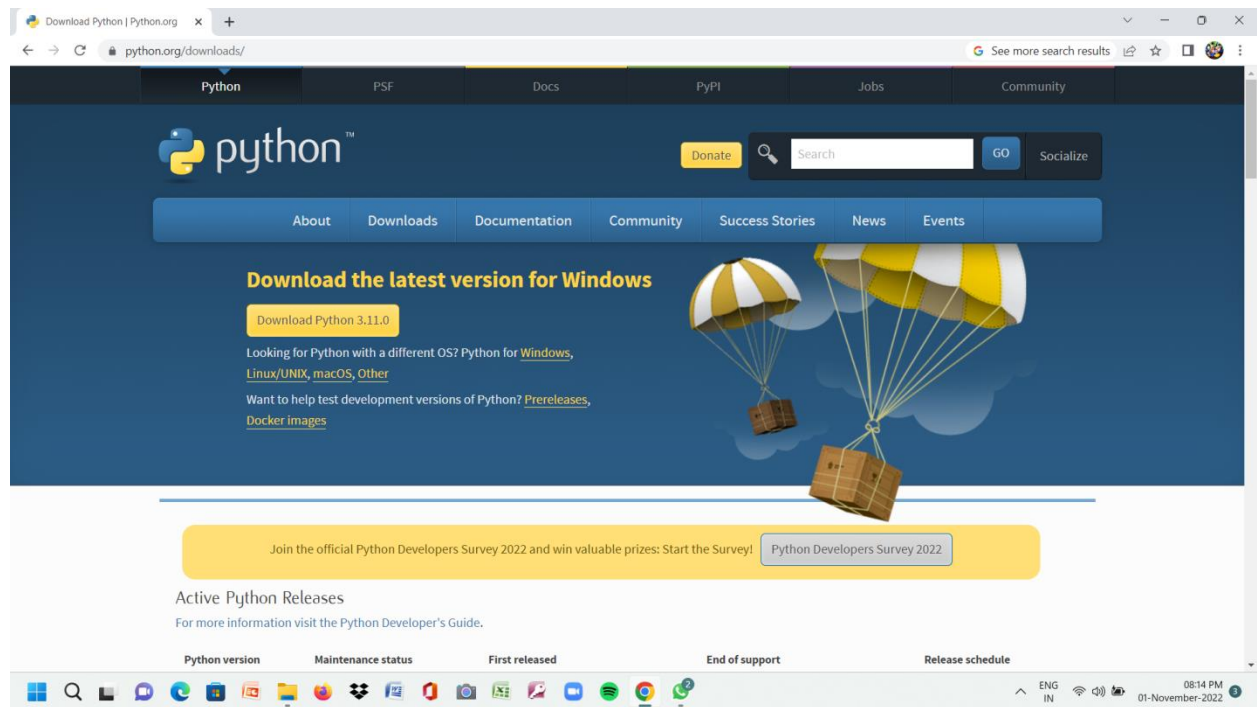 Download Python | Python.org
python.org/downloads/
G See more search results
Python PSF Docs PyPI Jobs Community
python™
Donate Search GO Socialize
About Downloads Documentation Community Success Stories News Events
Download the latest version for Windows
Download Python 3.11.0
Looking for Python with a different OS? Python for Windows,
Linux/UNIX, macOS, Other
Want to help test development versions of Python? Prereleases,
Docker images
Join the official Python Developers Survey 2022 and win valuable prizes: Start the Survey! Python Developers Survey 2022
Active Python Releases
For more information visit the Python Developer's Guide.
Python version Maintenance status First released End of support Release schedule
2
ENG
IN
08:14 PM
01-November-2022
3